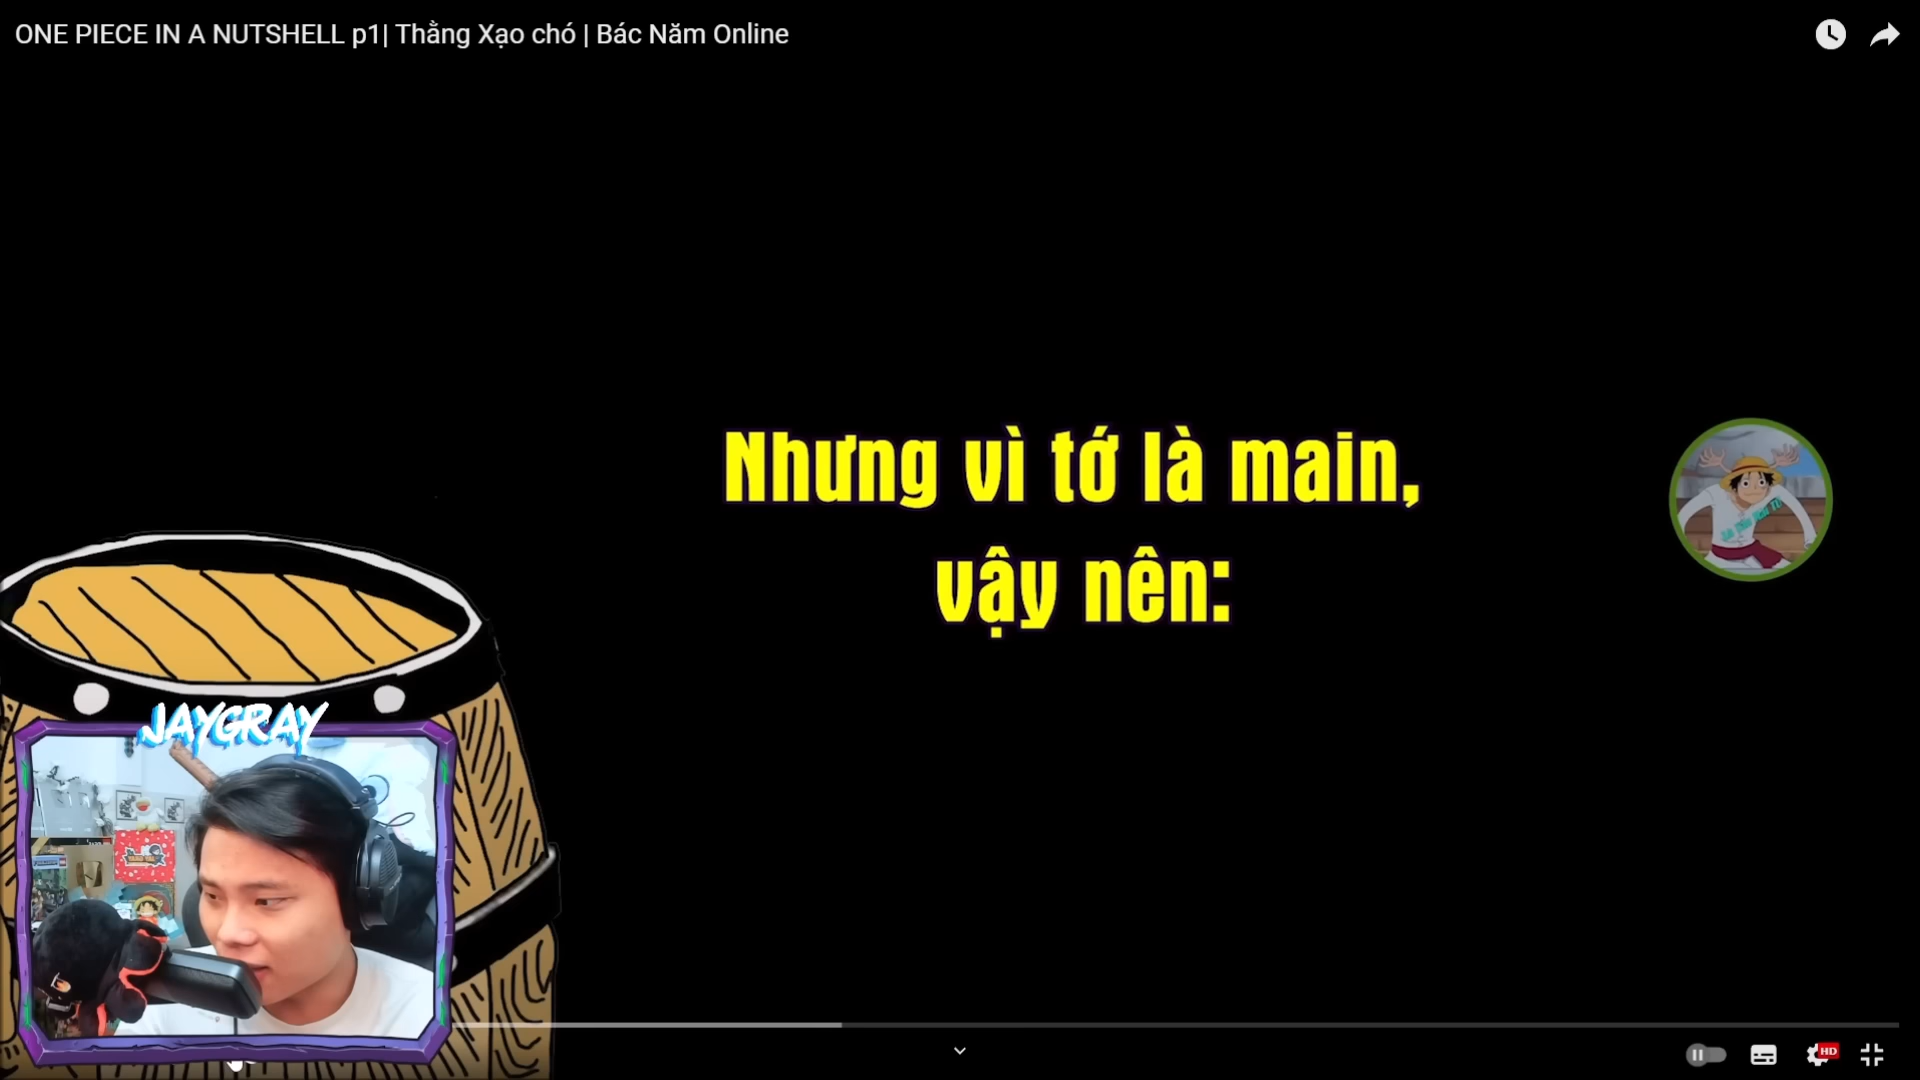 ONE PIECE IN A NUTSHELL p1| Thằng Xạo chó | Bác Năm Online
Nhưng vì tớ là main,
vậy nên:
JAYGRAY
HD